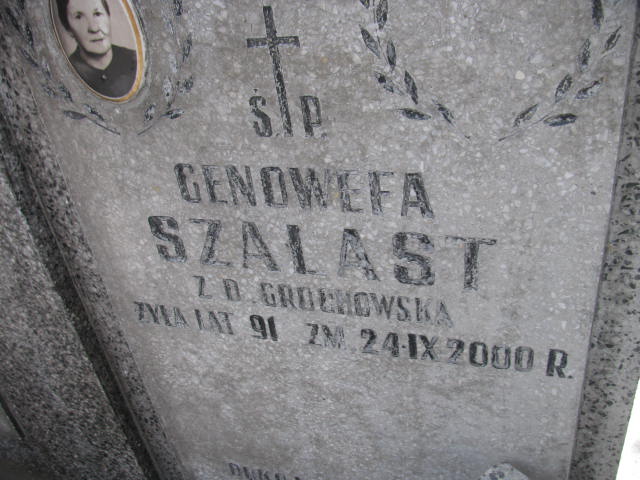 Ś.P.
GENOWEFA
SZALAST
Z D. GROCHOWSKA
ŻYŁA LAT 91 ZM. 24·IX 2000 R.